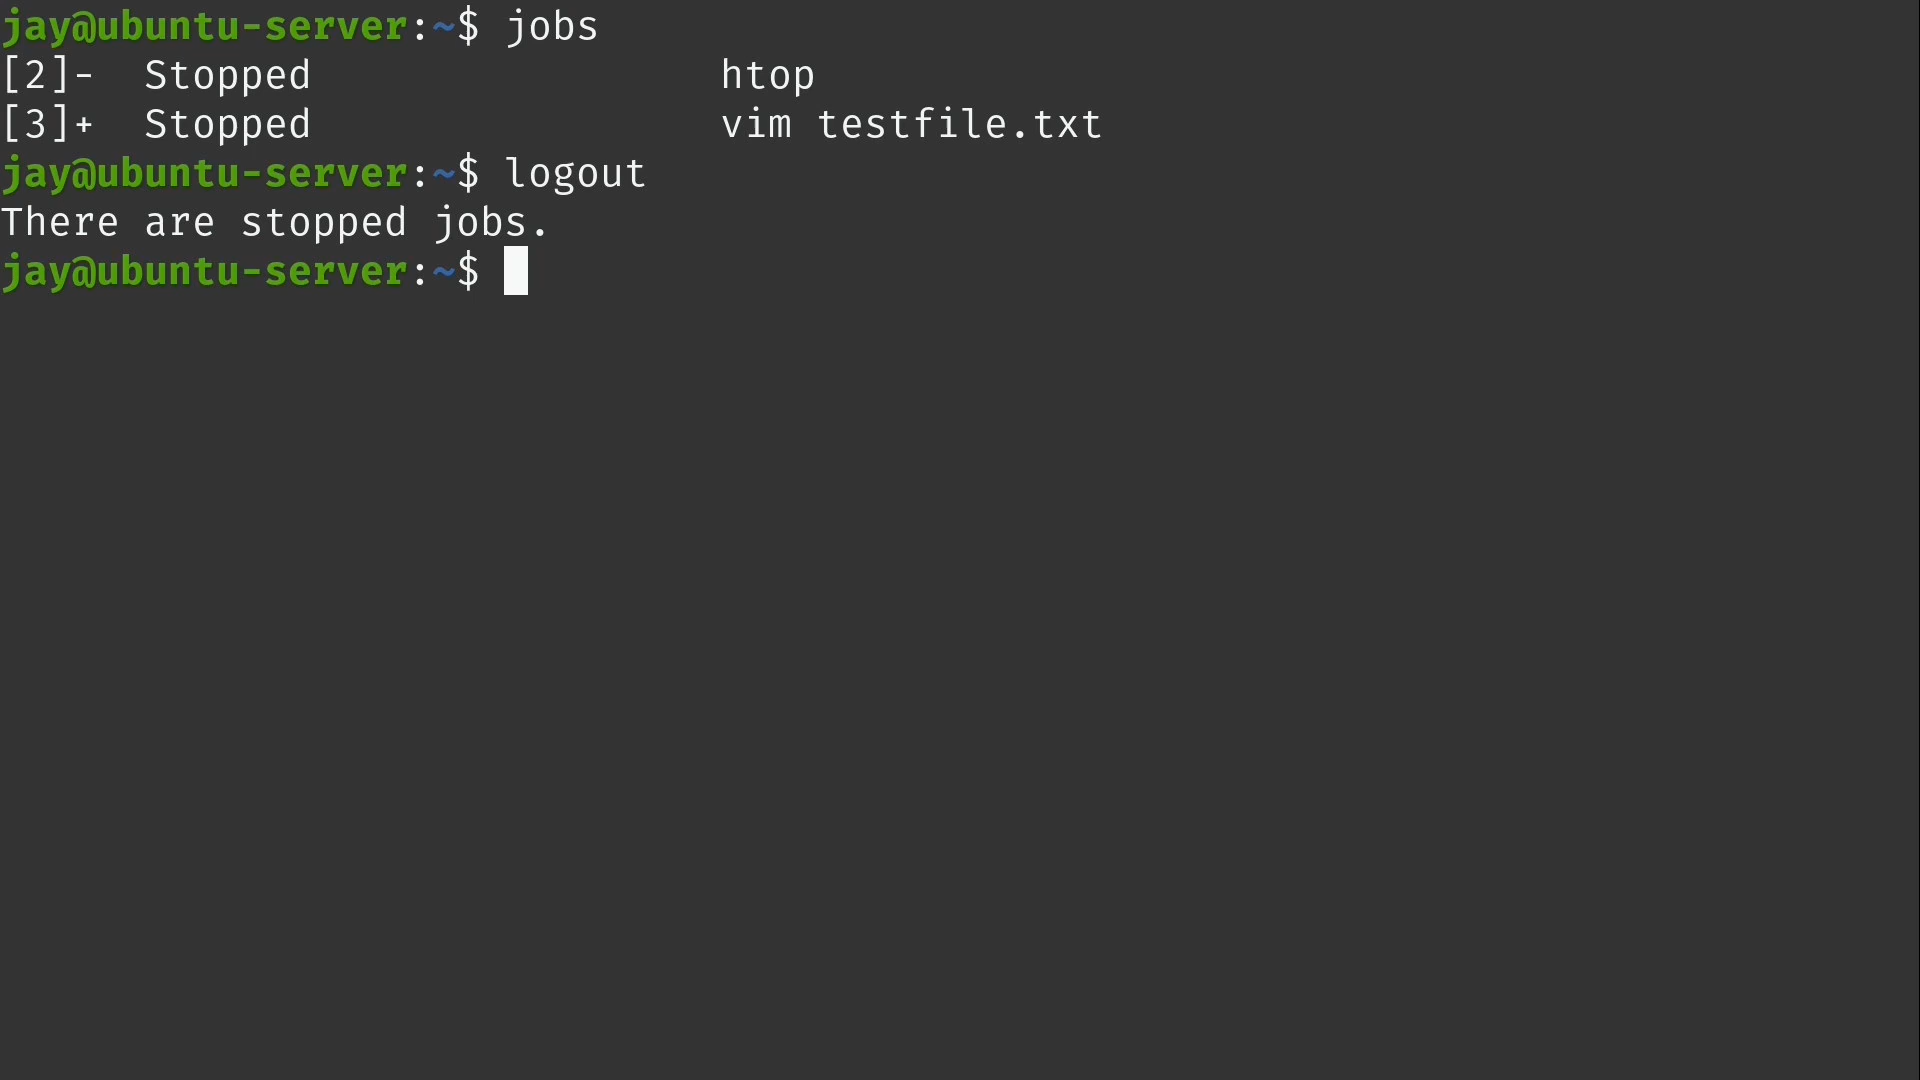 jay@ubuntu-server:~$ jobs
[2]-  Stopped                 htop
[3]+  Stopped                 vim testfile.txt
jay@ubuntu-server:~$ logout
There are stopped jobs.
jay@ubuntu-server:~$